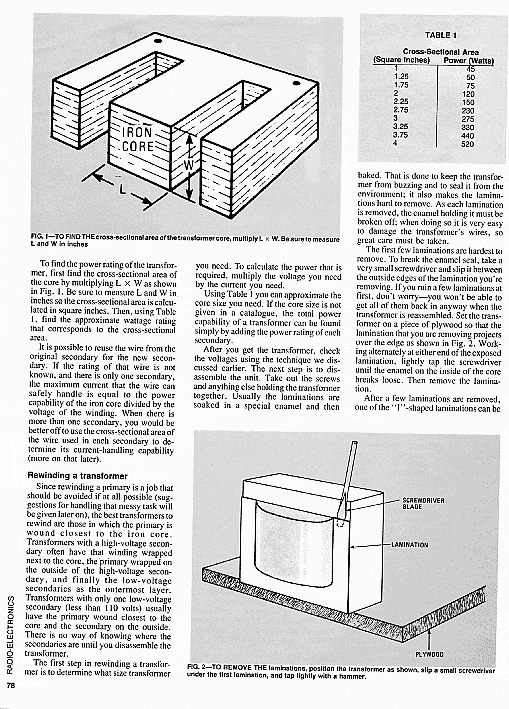 IRON
CORE
W
L
FIG. 1—TO FIND THE cross-sectional area of the transformer core, multiply L × W. Be sure to measure
L and W in inches
To find the power rating of the transfor-
mer, first find the cross-sectional area of
the core by multiplying L × W as shown
in Fig. 1. Be sure to measure L and W in
inches so the cross-sectional area is calcu-
lated in square inches. Then, using Table
1, find the approximate wattage rating
that corresponds to the cross-sectional
area.
It is possible to reuse the wire from the
original secondary for the new secon-
dary. If the rating of that wire is not
known, and there is only one secondary,
the maximum current that the wire can
safely handle is equal to the power
capability of the iron core divided by the
voltage of the winding. When there is
more than one secondary, you would be
better off to use the cross-sectional area of
the wire used in each secondary to de-
termine its current-handling capability
(more on that later).
Rewinding a transformer
Since rewinding a primary is a job that
should be avoided if at all possible (sug-
gestions for handling that messy task will
be given later on), the best transformers to
rewind are those in which the primary is
wound closest to the iron core.
Transformers with a high-voltage secon-
dary often have that winding wrapped
next to the core, the primary wrapped on
the outside of the high-voltage secon-
dary, and finally the low-voltage
secondaries as the outermost layer.
Transformers with only one low-voltage
secondary (less than 110 volts) usually
have the primary wound closest to the
core and the secondary on the outside.
There is no way of knowing where the
secondaries are until you disassemble the
transformer.
The first step in rewinding a transfor-
mer is to determine what size transformer
you need. To calculate the power that is
required, multiply the voltage you need
by the current you need.
Using Table 1 you can approximate the
core size you need. If the core size is not
given in a catalogue, the total power
capability of a transformer can be found
simply by adding the power rating of each
secondary.
After you get the transformer, check
the voltages using the technique we dis-
cussed earlier. The next step is to dis-
assemble the unit. Take out the screws
and anything else holding the transformer
together. Usually the laminations are
soaked in a special enamel and then
TABLE 1
Cross-Sectional Area
(Square Inches) Power (Watts)
1 45
1.25 50
1.75 75
2 120
2.25 150
2.75 230
3 275
3.25 330
3.75 440
4 520
baked. That is done to keep the transfor-
mer from buzzing and to seal it from the
environment; it also makes the lamina-
tions hard to remove. As each lamination
is removed, the enamel holding it must be
broken off; when doing so it is very easy
to damage the transformer's wires, so
great care must be taken.
The first few laminations are hardest to
remove. To break the enamel seal, take a
very small screwdriver and slip it between
the outside edges of the lamination you're
removing. If you ruin a few laminations at
first, don't worry—you won't be able to
get all of them back in anyway when the
transformer is reassembled. Set the trans-
former on a piece of plywood so that the
lamination that you are removing projects
over the edge as shown in Fig. 2. Work-
ing alternately at either end of the exposed
lamination, lightly tap the screwdriver
until the enamel on the inside of the core
breaks loose. Then remove the lamina-
tion.
After a few laminations are removed,
one of the "I"-shaped laminations can be
SCREWDRIVER
BLADE
LAMINATION
PLYWOOD
FIG. 2—TO REMOVE THE laminations, position the transformer as shown, slip a small screwdriver
under the first lamination, and tap lightly with a hammer.
RADIO-ELECTRONICS
78